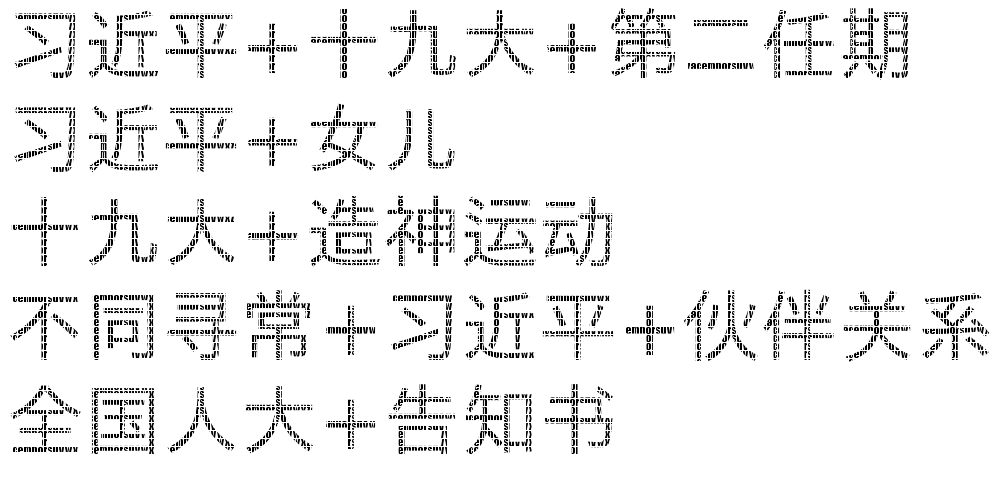 习近平+十九大+第二任期
习近平+女儿
十九大+造神运动
不同寻常+习近平+伙伴关系
全国人大+告知书